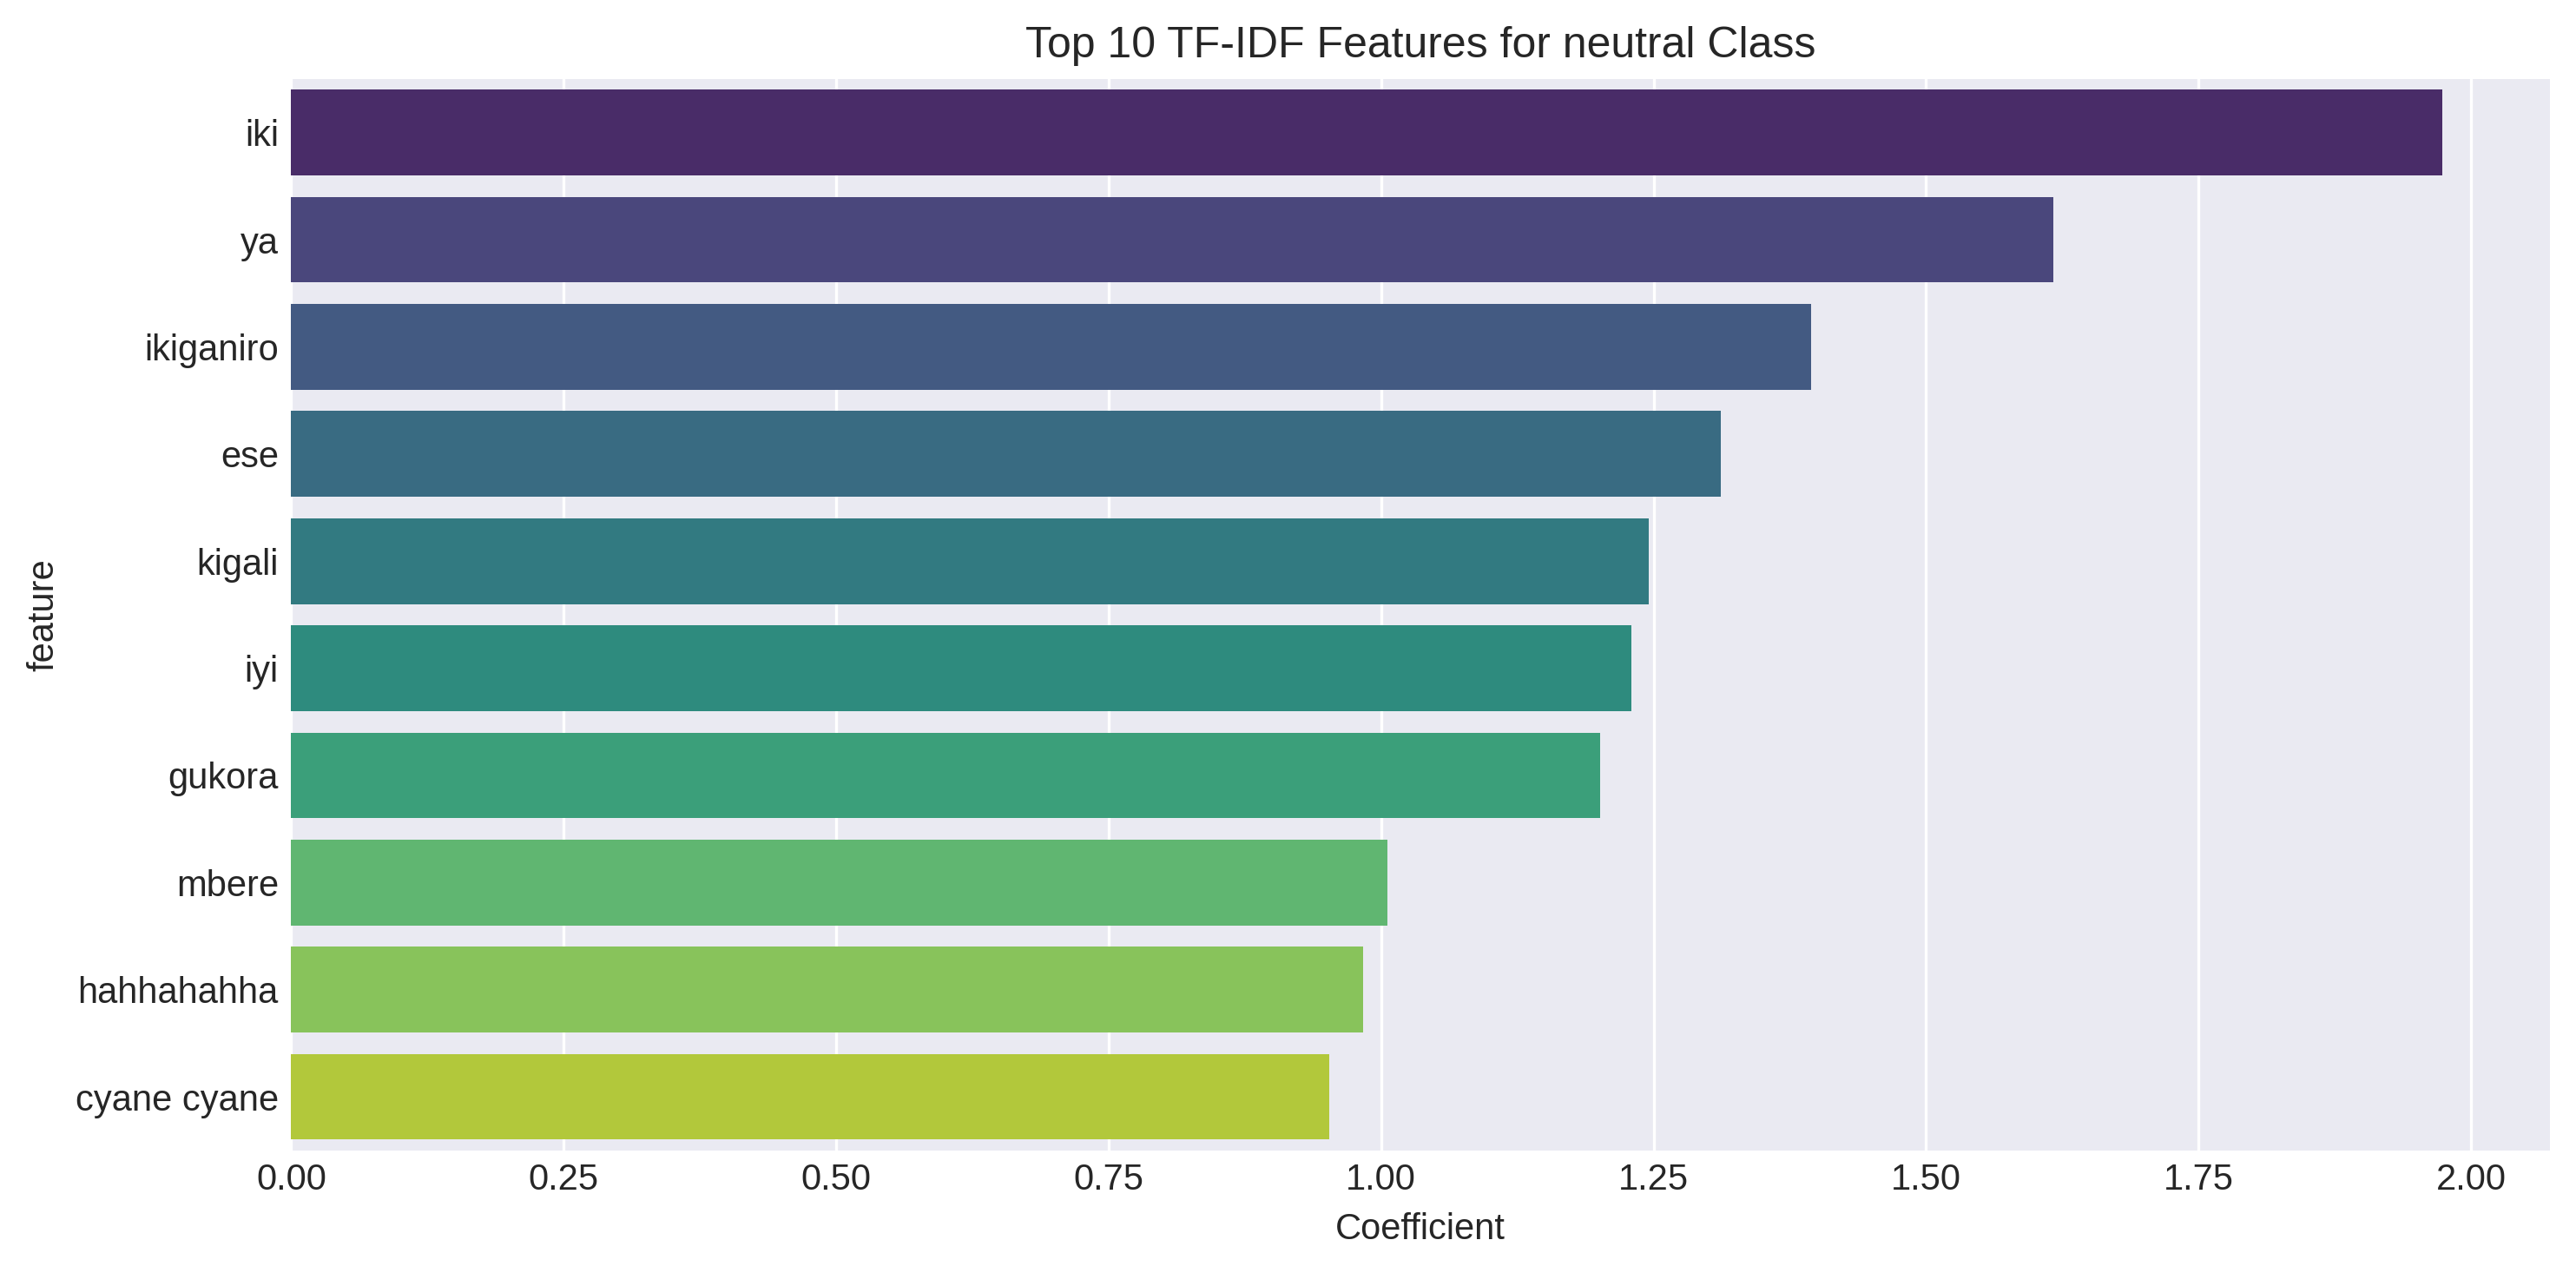 Top 10 TF-IDF Features for neutral Class
iki
ya
ikiganiro
ese
kigali
iyi
gukora
mbere
hahhahahha
cyane cyane
feature
0.00 0.25 0.50 0.75 1.00 1.25 1.50 1.75 2.00
Coefficient